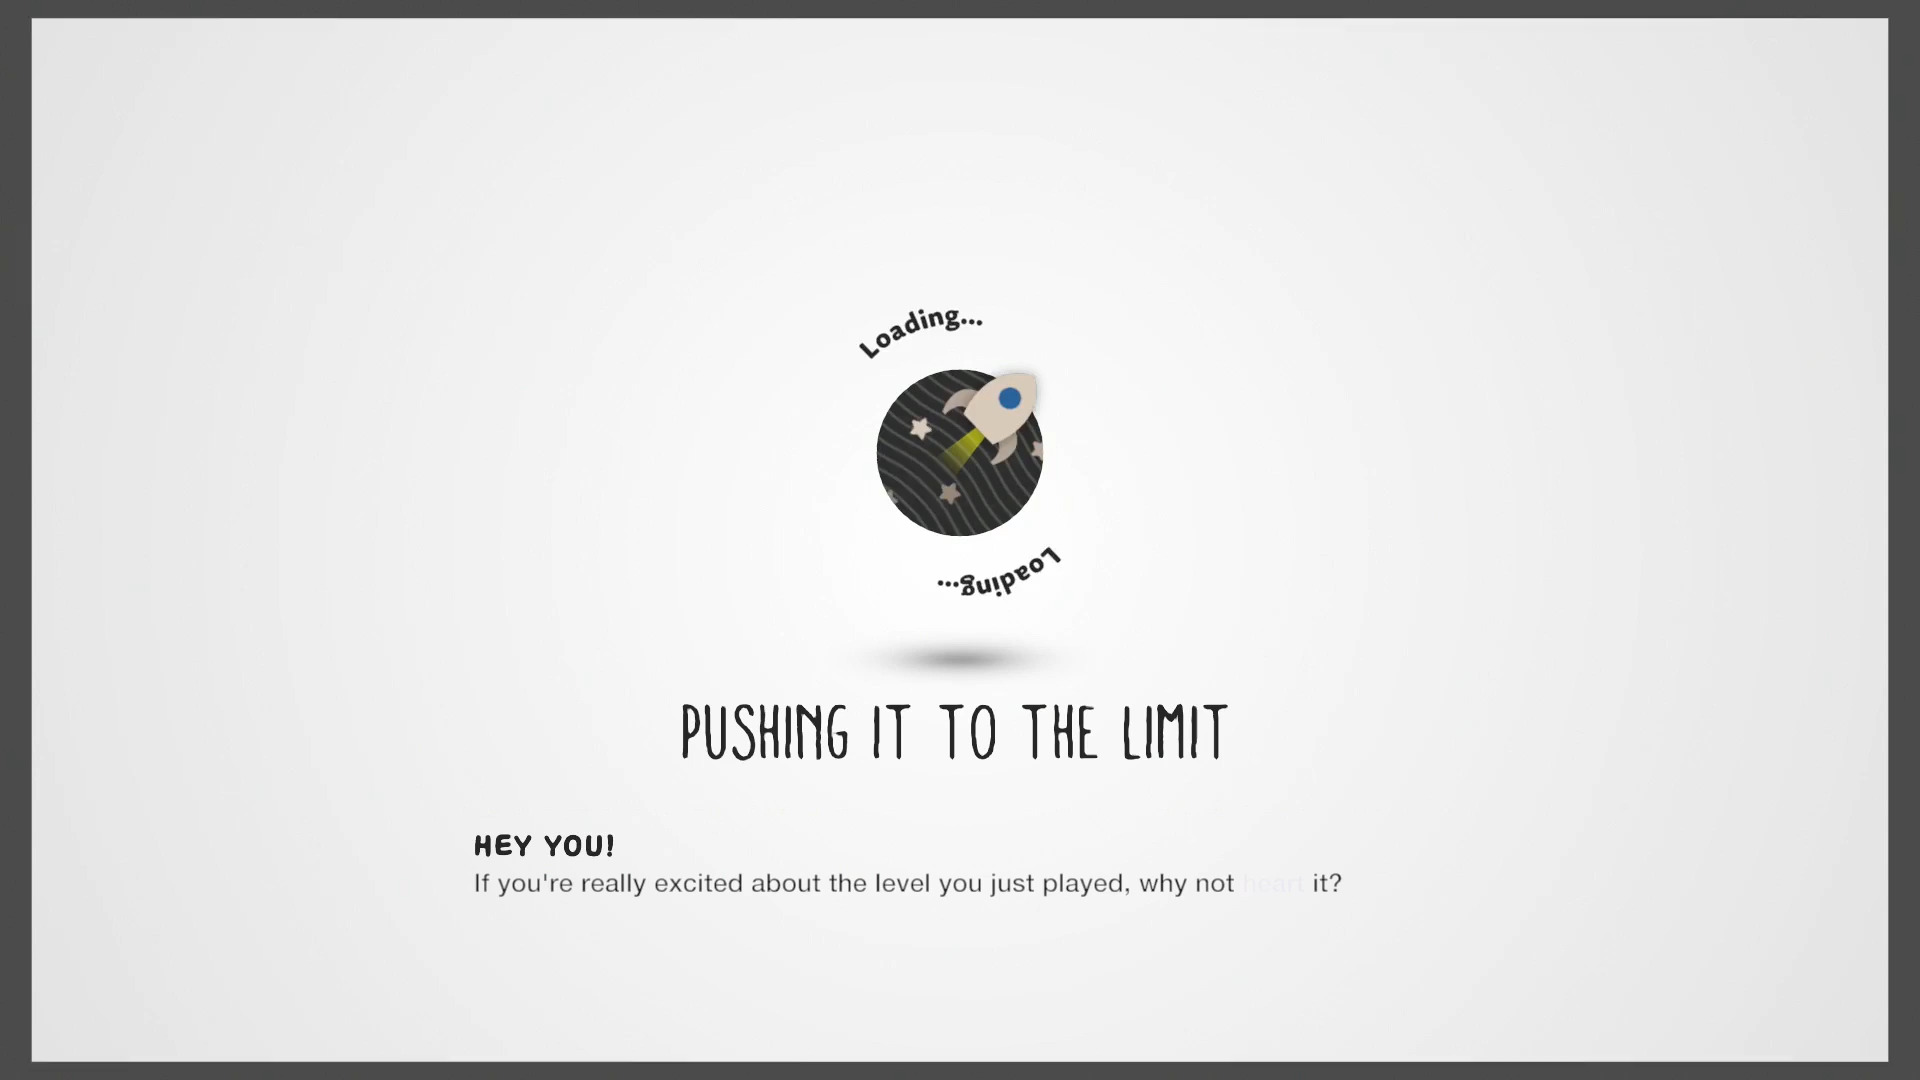 Loading...
Loading...
PUSHING IT TO THE LIMIT
HEY YOU!
If you're really excited about the level you just played, why not heart it?